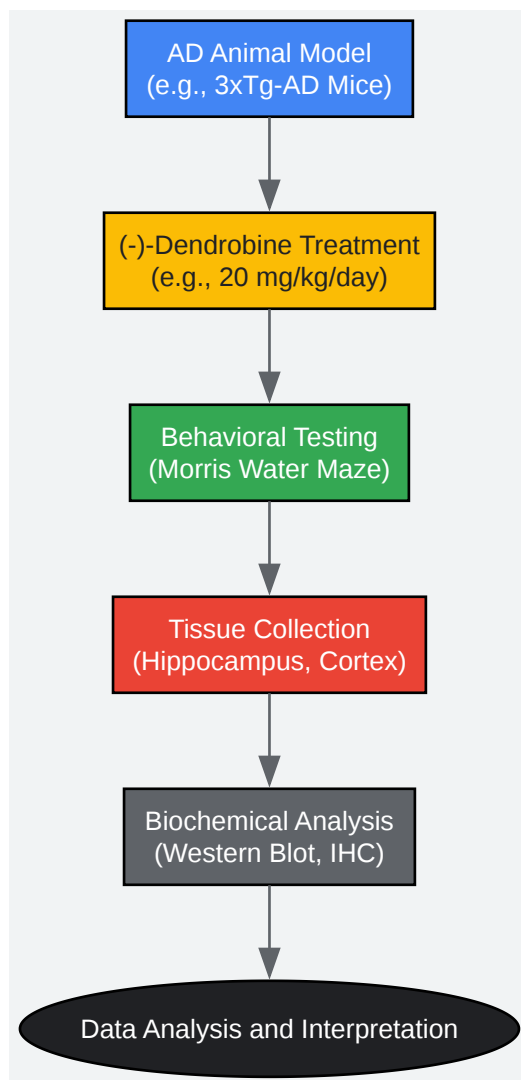 AD Animal Model
(e.g., 3xTg-AD Mice)
(-)-Dendrobine Treatment
(e.g., 20 mg/kg/day)
Behavioral Testing
(Morris Water Maze)
Tissue Collection
(Hippocampus, Cortex)
Biochemical Analysis
(Western Blot, IHC)
Data Analysis and Interpretation